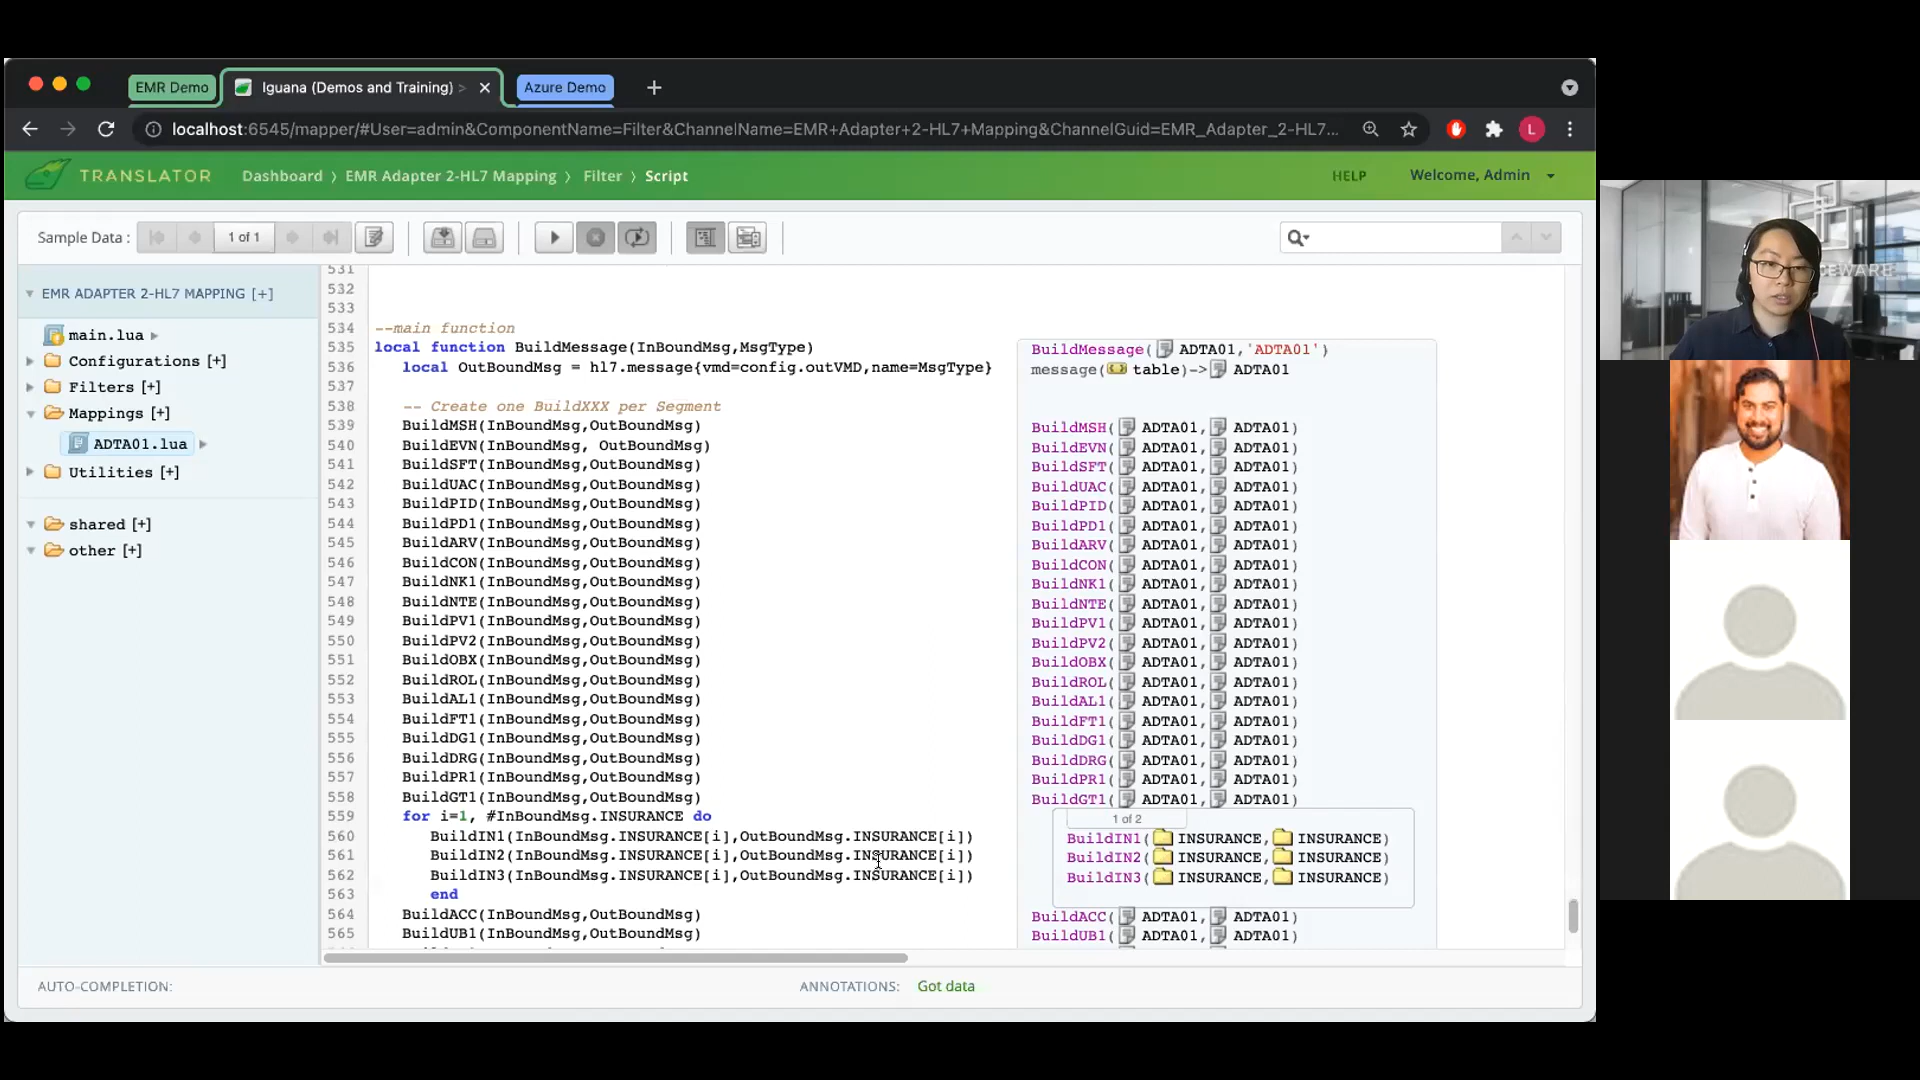 EMR Demo
Iguana (Demos and Training) >
Azure Demo
localhost:6545/mapper/#User=admin&ComponentName=Filter&ChannelName=EMR+Adapter+2-HL7+Mapping&ChannelGuid=EMR_Adapter_2-HL7...
L
TRANSLATOR
Dashboard > EMR Adapter 2-HL7 Mapping > Filter > Script
HELP
Welcome, Admin
Sample Data :
1 of 1
EMR ADAPTER 2-HL7 MAPPING [+]
main.lua
Configurations [+]
Filters [+]
Mappings [+]
ADTA01.lua
Utilities [+]
shared [+]
other [+]
531
532
533
534 --main function
535 local function BuildMessage(InBoundMsg,MsgType)
536 local OutBoundMsg = hl7.message{vmd=config.outVMD,name=MsgType}
537
538 -- Create one BuildXXX per Segment
539 BuildMSH(InBoundMsg,OutBoundMsg)
540 BuildEVN(InBoundMsg, OutBoundMsg)
541 BuildSFT(InBoundMsg,OutBoundMsg)
542 BuildUAC(InBoundMsg,OutBoundMsg)
543 BuildPID(InBoundMsg,OutBoundMsg)
544 BuildPD1(InBoundMsg,OutBoundMsg)
545 BuildARV(InBoundMsg,OutBoundMsg)
546 BuildCON(InBoundMsg,OutBoundMsg)
547 BuildNK1(InBoundMsg,OutBoundMsg)
548 BuildNTE(InBoundMsg,OutBoundMsg)
549 BuildPV1(InBoundMsg,OutBoundMsg)
550 BuildPV2(InBoundMsg,OutBoundMsg)
551 BuildOBX(InBoundMsg,OutBoundMsg)
552 BuildROL(InBoundMsg,OutBoundMsg)
553 BuildAL1(InBoundMsg,OutBoundMsg)
554 BuildFT1(InBoundMsg,OutBoundMsg)
555 BuildDG1(InBoundMsg,OutBoundMsg)
556 BuildDRG(InBoundMsg,OutBoundMsg)
557 BuildPR1(InBoundMsg,OutBoundMsg)
558 BuildGT1(InBoundMsg,OutBoundMsg)
559 for i=1, #InBoundMsg.INSURANCE do
560 BuildIN1(InBoundMsg.INSURANCE[i],OutBoundMsg.INSURANCE[i])
561 BuildIN2(InBoundMsg.INSURANCE[i],OutBoundMsg.INSURANCE[i])
562 BuildIN3(InBoundMsg.INSURANCE[i],OutBoundMsg.INSURANCE[i])
563 end
564 BuildACC(InBoundMsg,OutBoundMsg)
565 BuildUB1(InBoundMsg,OutBoundMsg)
BuildMessage( ADTA01,'ADTA01')
message( table)-> ADTA01
BuildMSH( ADTA01, ADTA01)
BuildEVN( ADTA01, ADTA01)
BuildSFT( ADTA01, ADTA01)
BuildUAC( ADTA01, ADTA01)
BuildPID( ADTA01, ADTA01)
BuildPD1( ADTA01, ADTA01)
BuildARV( ADTA01, ADTA01)
BuildCON( ADTA01, ADTA01)
BuildNK1( ADTA01, ADTA01)
BuildNTE( ADTA01, ADTA01)
BuildPV1( ADTA01, ADTA01)
BuildPV2( ADTA01, ADTA01)
BuildOBX( ADTA01, ADTA01)
BuildROL( ADTA01, ADTA01)
BuildAL1( ADTA01, ADTA01)
BuildFT1( ADTA01, ADTA01)
BuildDG1( ADTA01, ADTA01)
BuildDRG( ADTA01, ADTA01)
BuildPR1( ADTA01, ADTA01)
BuildGT1( ADTA01, ADTA01)
1 of 2
BuildIN1( INSURANCE, INSURANCE)
BuildIN2( INSURANCE, INSURANCE)
BuildIN3( INSURANCE, INSURANCE)
BuildACC( ADTA01, ADTA01)
BuildUB1( ADTA01, ADTA01)
AUTO-COMPLETION:
ANNOTATIONS: Got data